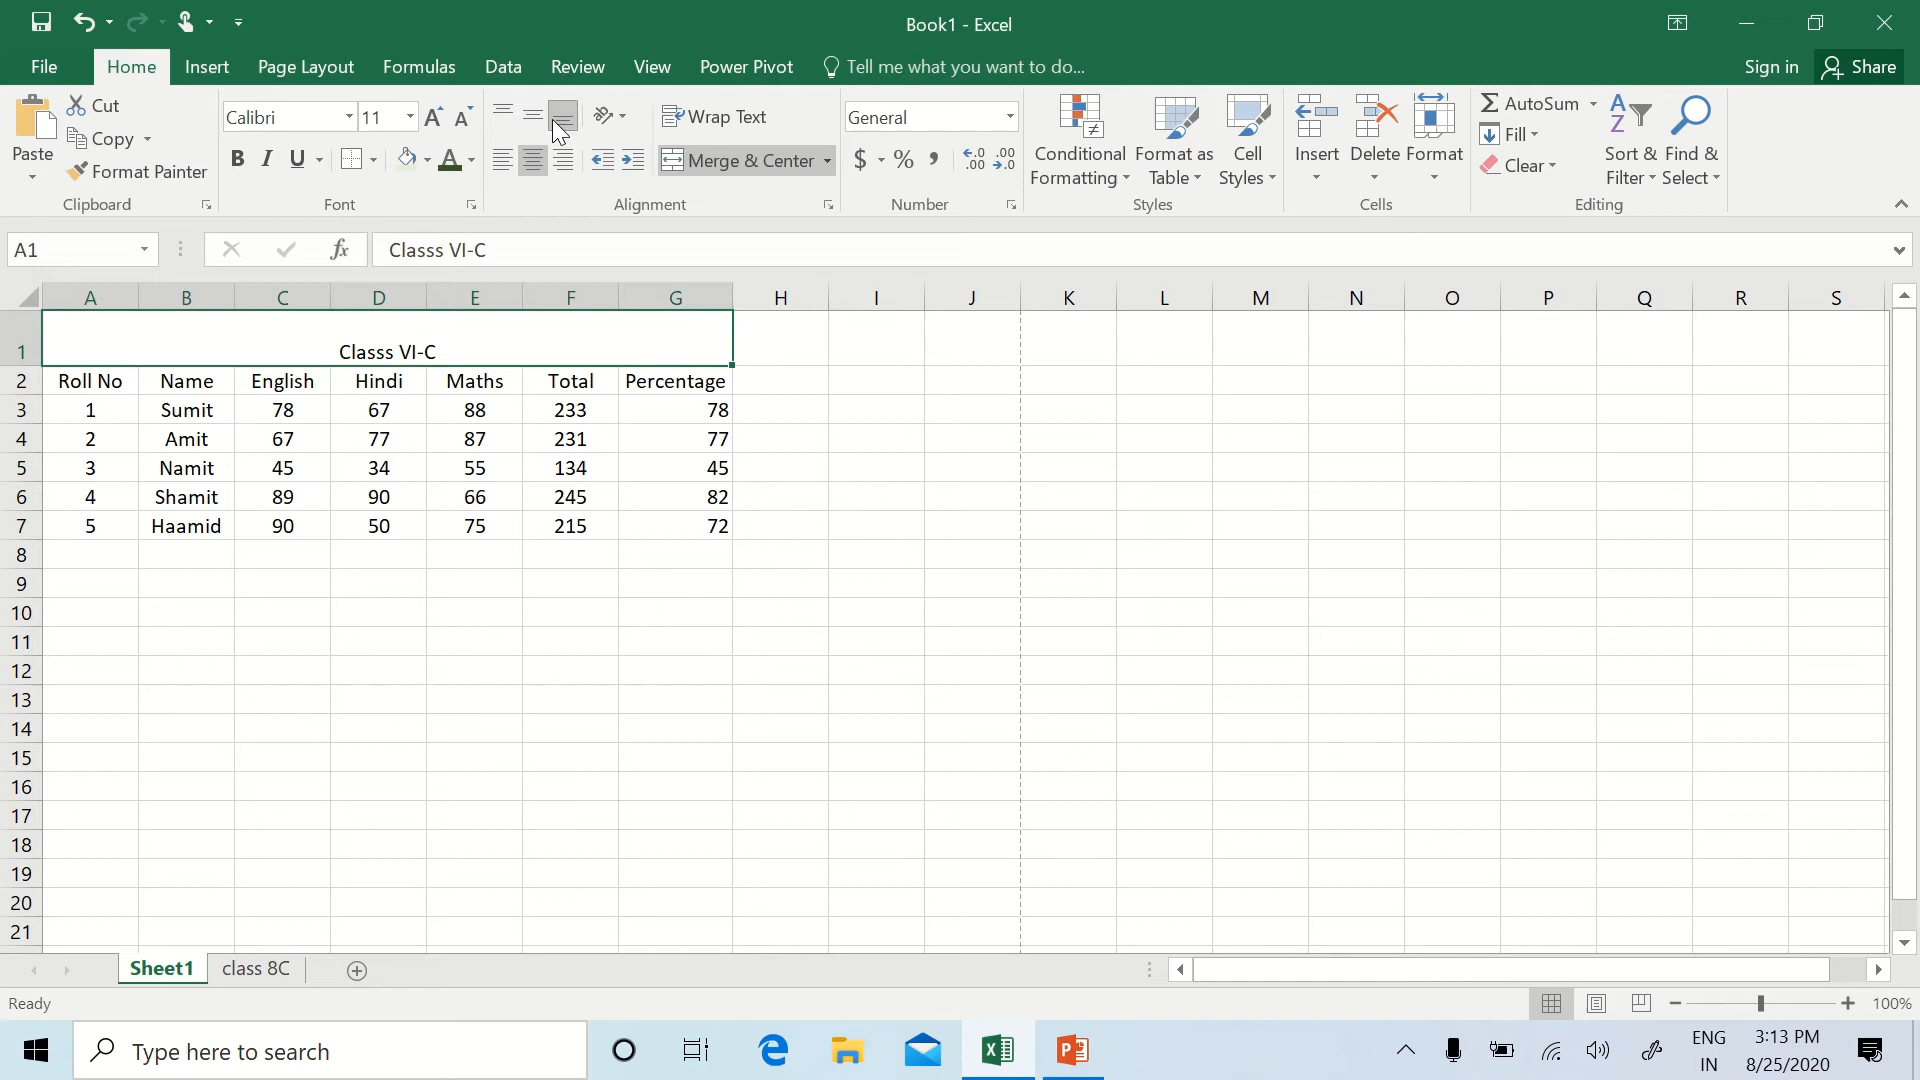 Book1 - Excel
File Home Insert Page Layout Formulas Data Review View Power Pivot Tell me what you want to do... Sign in Share
Cut
Copy
Format Painter
Paste
Calibri 11
B I U A
Wrap Text
Merge & Center
General
$ % ,
Conditional Formatting
Format as Table
Cell Styles
Insert Delete Format
AutoSum
Fill
Clear
Sort & Filter
Find & Select
Clipboard Font Alignment Number Styles Cells Editing
A1 fx Classs VI-C
A B C D E F G H I J K L M N O P Q R S
1 Classs VI-C
2 Roll No Name English Hindi Maths Total Percentage
3 1 Sumit 78 67 88 233 78
4 2 Amit 67 77 87 231 77
5 3 Namit 45 34 55 134 45
6 4 Shamit 89 90 66 245 82
7 5 Haamid 90 50 75 215 72
8
9
10
11
12
13
14
15
16
17
18
19
20
21
Sheet1 class 8C
Ready 100%
Type here to search
ENG 3:13 PM
IN 8/25/2020